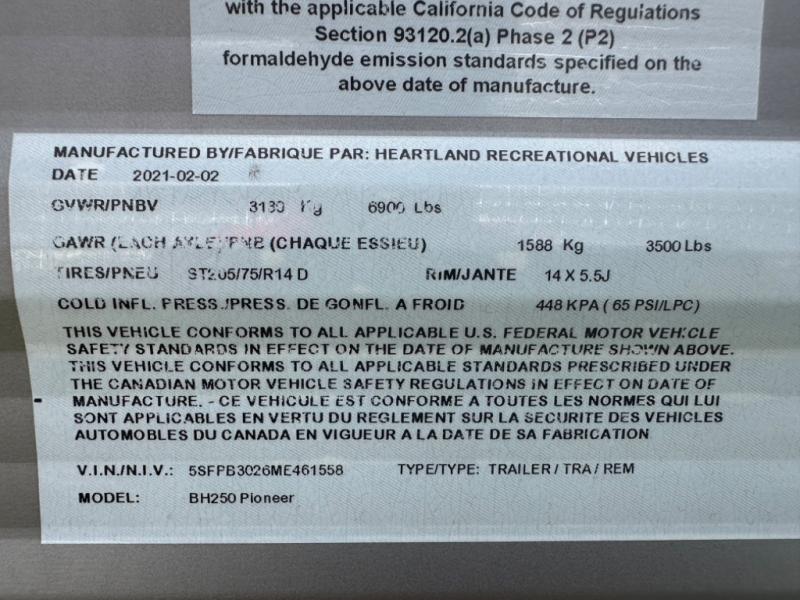 with the applicable California Code of Regulations
Section 93120.2(a) Phase 2 (P2)
formaldehyde emission standards specified on the
above date of manufacture.
MANUFACTURED BY/FABRIQUE PAR: HEARTLAND RECREATIONAL VEHICLES
DATE 2021-02-02
GVWR/PNBV 3130 Kg 6900 Lbs
GAWR (EACH AXLE)/PNB (CHAQUE ESSIEU) 1588 Kg 3500 Lbs
TIRES/PNEU ST205/75/R14 D RIM/JANTE 14 X 5.5J
COLD INFL. PRESS./PRESS. DE GONFL. A FROID 448 KPA ( 65 PSI/LPC)
THIS VEHICLE CONFORMS TO ALL APPLICABLE U.S. FEDERAL MOTOR VEHICLE
SAFETY STANDARDS IN EFFECT ON THE DATE OF MANUFACTURE SHOWN ABOVE.
THIS VEHICLE CONFORMS TO ALL APPLICABLE STANDARDS PRESCRIBED UNDER
THE CANADIAN MOTOR VEHICLE SAFETY REGULATIONS IN EFFECT ON DATE OF
MANUFACTURE. - CE VEHICULE EST CONFORME A TOUTES LES NORMES QUI LUI
SONT APPLICABLES EN VERTU DU REGLEMENT SUR LA SECURITE DES VEHICLES
AUTOMOBILES DU CANADA EN VIGUEUR A LA DATE DE SA FABRICATION
V.I.N./N.I.V.: 5SFPB3026ME461558 TYPE/TYPE: TRAILER / TRA / REM
MODEL: BH250 Pioneer